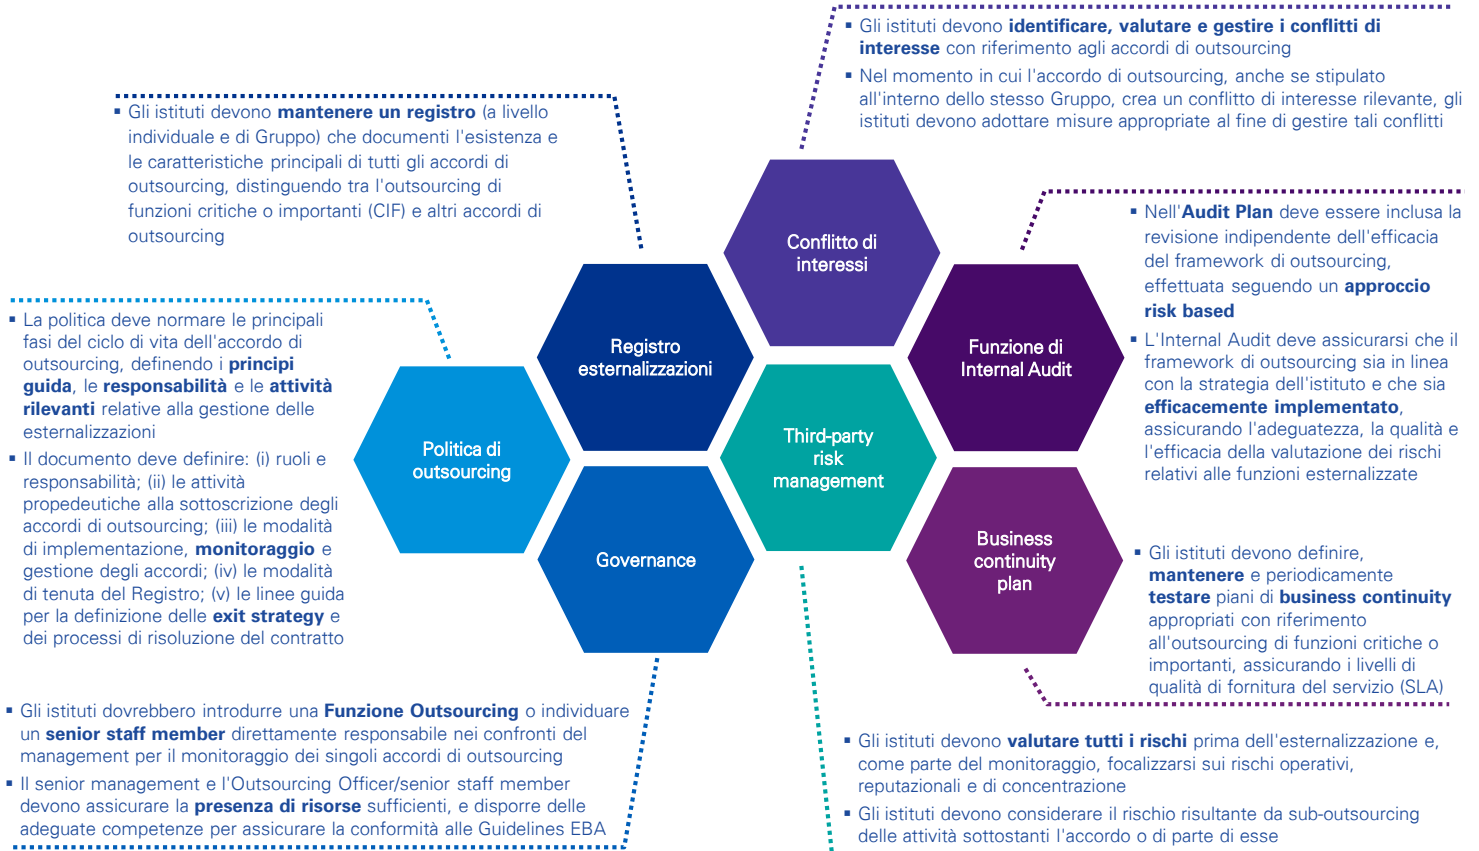 ▪ Gli istituti devono identificare, valutare e gestire i conflitti di
interesse con riferimento agli accordi di outsourcing
▪ Nel momento in cui l'accordo di outsourcing, anche se stipulato
all'interno dello stesso Gruppo, crea un conflitto di interesse rilevante, gli
istituti devono adottare misure appropriate al fine di gestire tali conflitti
▪ Gli istituti devono mantenere un registro (a livello
individuale e di Gruppo) che documenti l'esistenza e
le caratteristiche principali di tutti gli accordi di
outsourcing, distinguendo tra l'outsourcing di
funzioni critiche o importanti (CIF) e altri accordi di
outsourcing
▪ Nell'Audit Plan deve essere inclusa la
revisione indipendente dell'efficacia
del framework di outsourcing,
effettuata seguendo un approccio
risk based
▪ L'Internal Audit deve assicurarsi che il
framework di outsourcing sia in linea
con la strategia dell'istituto e che sia
efficacemente implementato,
assicurando l'adeguatezza, la qualità e
l'efficacia della valutazione dei rischi
relativi alle funzioni esternalizzate
Conflitto di
interessi
Registro
esternalizzazioni
Funzione di
Internal Audit
▪ La politica deve normare le principali
fasi del ciclo di vita dell'accordo di
outsourcing, definendo i principi
guida, le responsabilità e le attività
rilevanti relative alla gestione delle
esternalizzazioni
▪ Il documento deve definire: (i) ruoli e
responsabilità; (ii) le attività
propedeutiche alla sottoscrizione degli
accordi di outsourcing; (iii) le modalità
di implementazione, monitoraggio e
gestione degli accordi; (iv) le modalità
di tenuta del Registro; (v) le linee guida
per la definizione delle exit strategy e
dei processi di risoluzione del contratto
Politica di
outsourcing
Third-party
risk
management
Governance
Business
continuity
plan
▪ Gli istituti devono definire,
mantenere e periodicamente
testare piani di business continuity
appropriati con riferimento
all'outsourcing di funzioni critiche o
importanti, assicurando i livelli di
qualità di fornitura del servizio (SLA)
▪ Gli istituti dovrebbero introdurre una Funzione Outsourcing o individuare
un senior staff member direttamente responsabile nei confronti del
management per il monitoraggio dei singoli accordi di outsourcing
▪ Il senior management e l'Outsourcing Officer/senior staff member
devono assicurare la presenza di risorse sufficienti, e disporre delle
adeguate competenze per assicurare la conformità alle Guidelines EBA
▪ Gli istituti devono valutare tutti i rischi prima dell'esternalizzazione e,
come parte del monitoraggio, focalizzarsi sui rischi operativi,
reputazionali e di concentrazione
▪ Gli istituti devono considerare il rischio risultante da sub-outsourcing
delle attività sottostanti l'accordo o di parte di esse